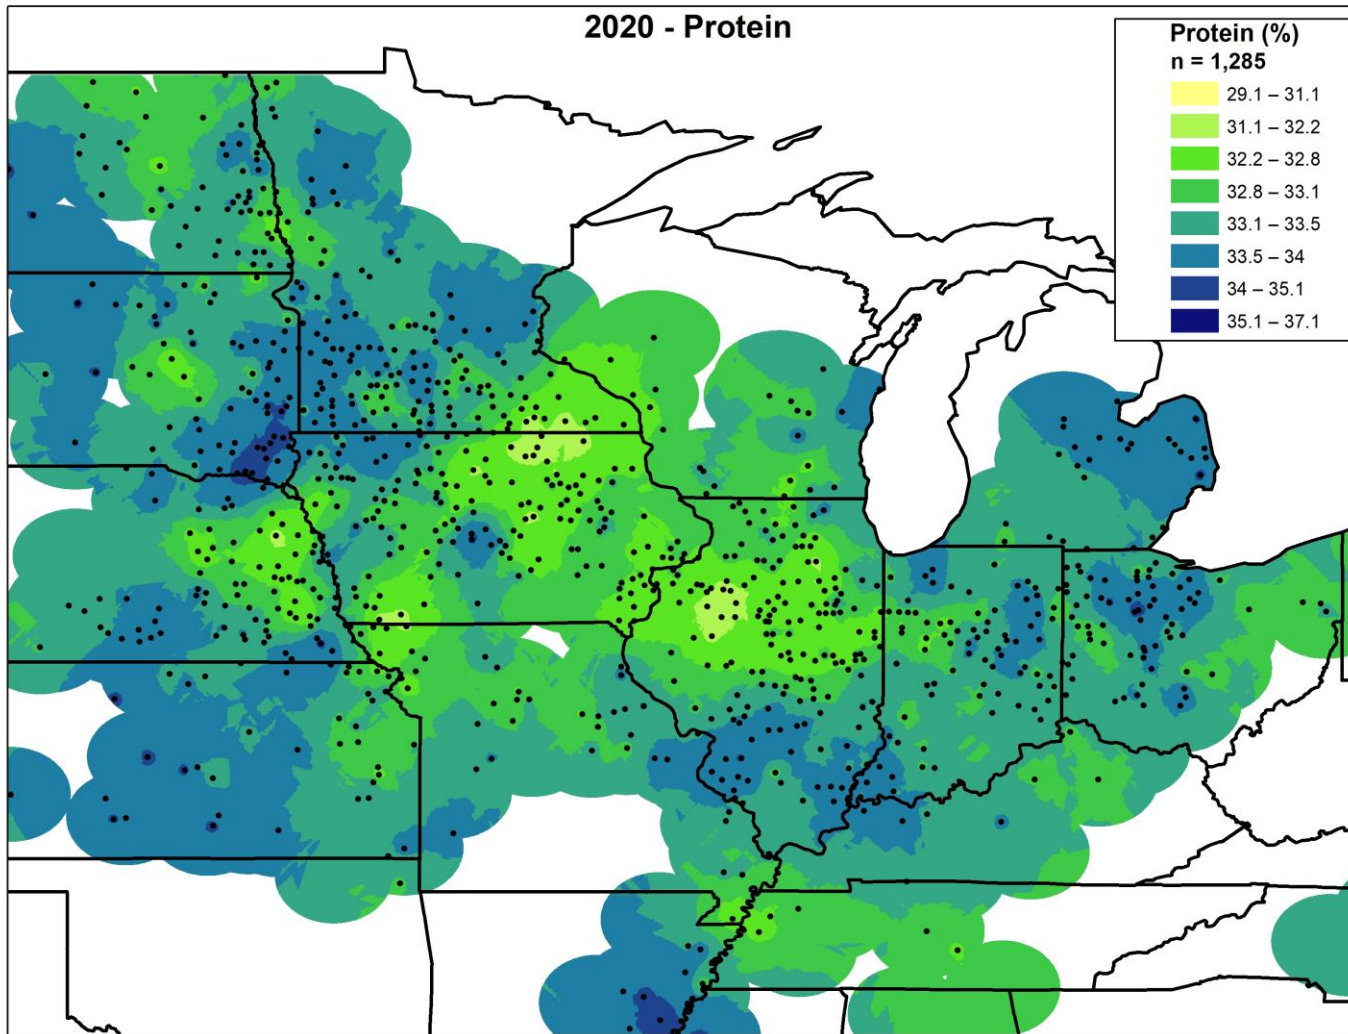 2020 - Protein
Protein (%)
n = 1,285
29.1 – 31.1
31.1 – 32.2
32.2 – 32.8
32.8 – 33.1
33.1 – 33.5
33.5 – 34
34 – 35.1
35.1 – 37.1